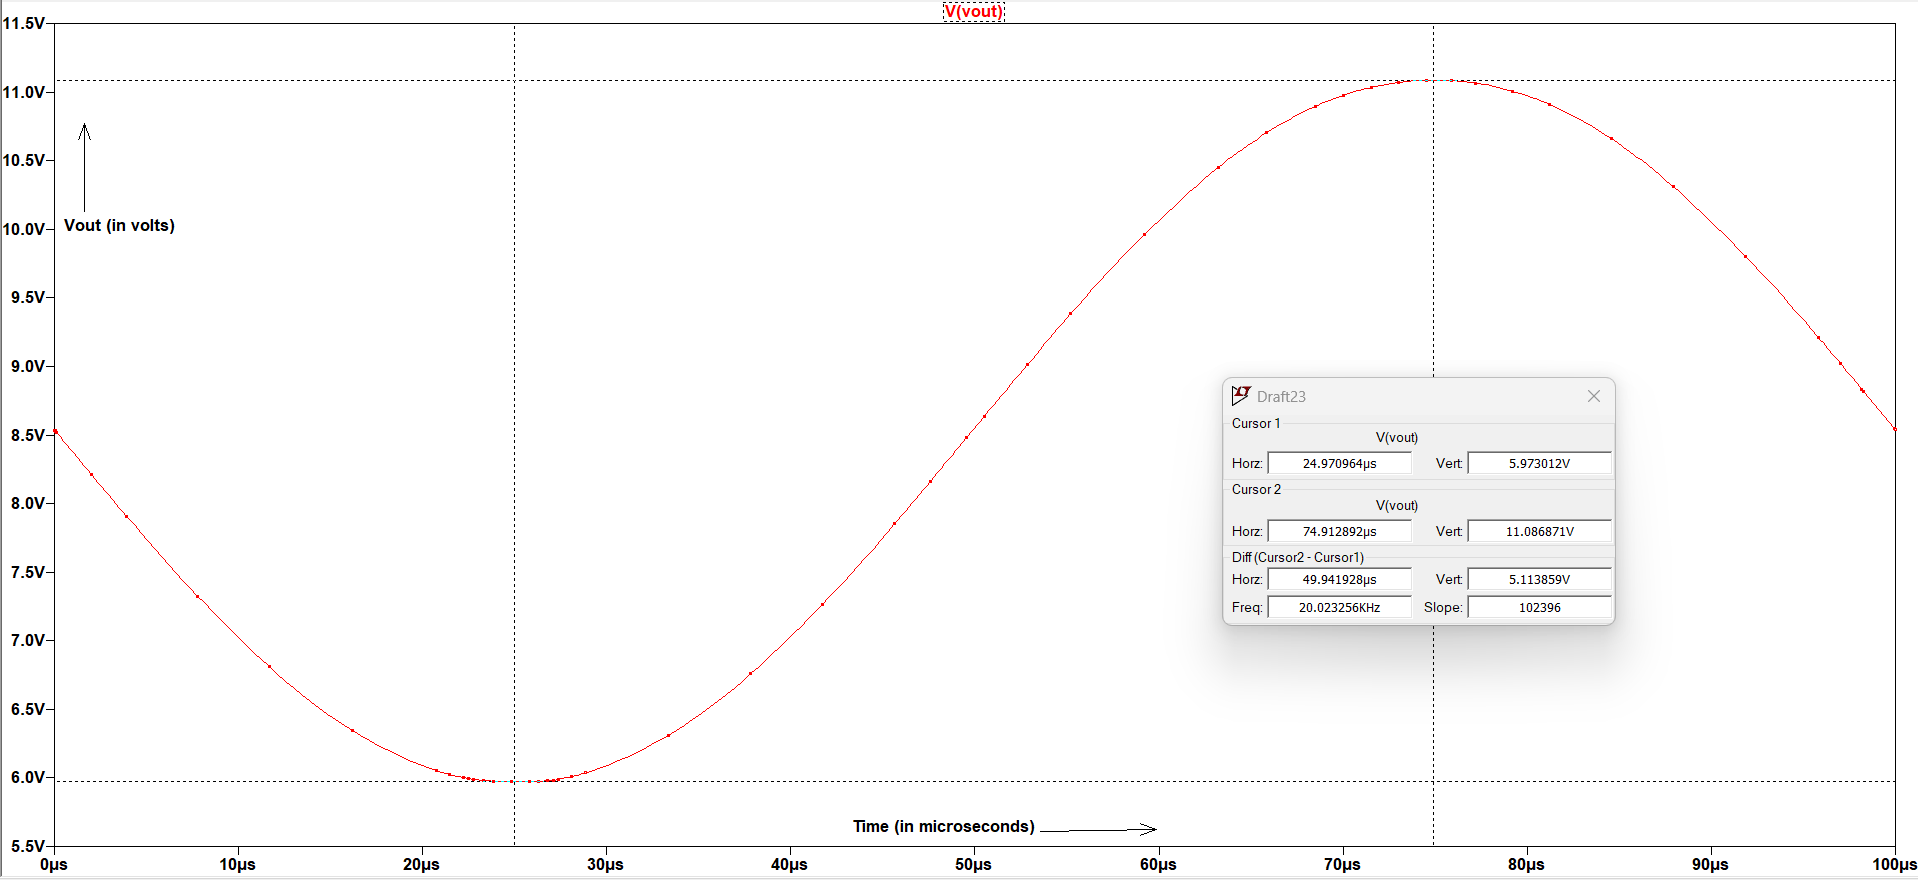 V(vout)
11.5V
11.0V
10.5V
10.0V
9.5V
9.0V
8.5V
8.0V
7.5V
7.0V
6.5V
6.0V
5.5V
Vout (in volts)
Draft23
Cursor 1
V(vout)
Horz: 24.970964µs Vert: 5.973012V
Cursor 2
V(vout)
Horz: 74.912892µs Vert: 11.086871V
Diff (Cursor2 - Cursor1)
Horz: 49.941928µs Vert: 5.113859V
Freq: 20.023256KHz Slope: 102396
Time (in microseconds)
0µs 10µs 20µs 30µs 40µs 50µs 60µs 70µs 80µs 90µs 100µs